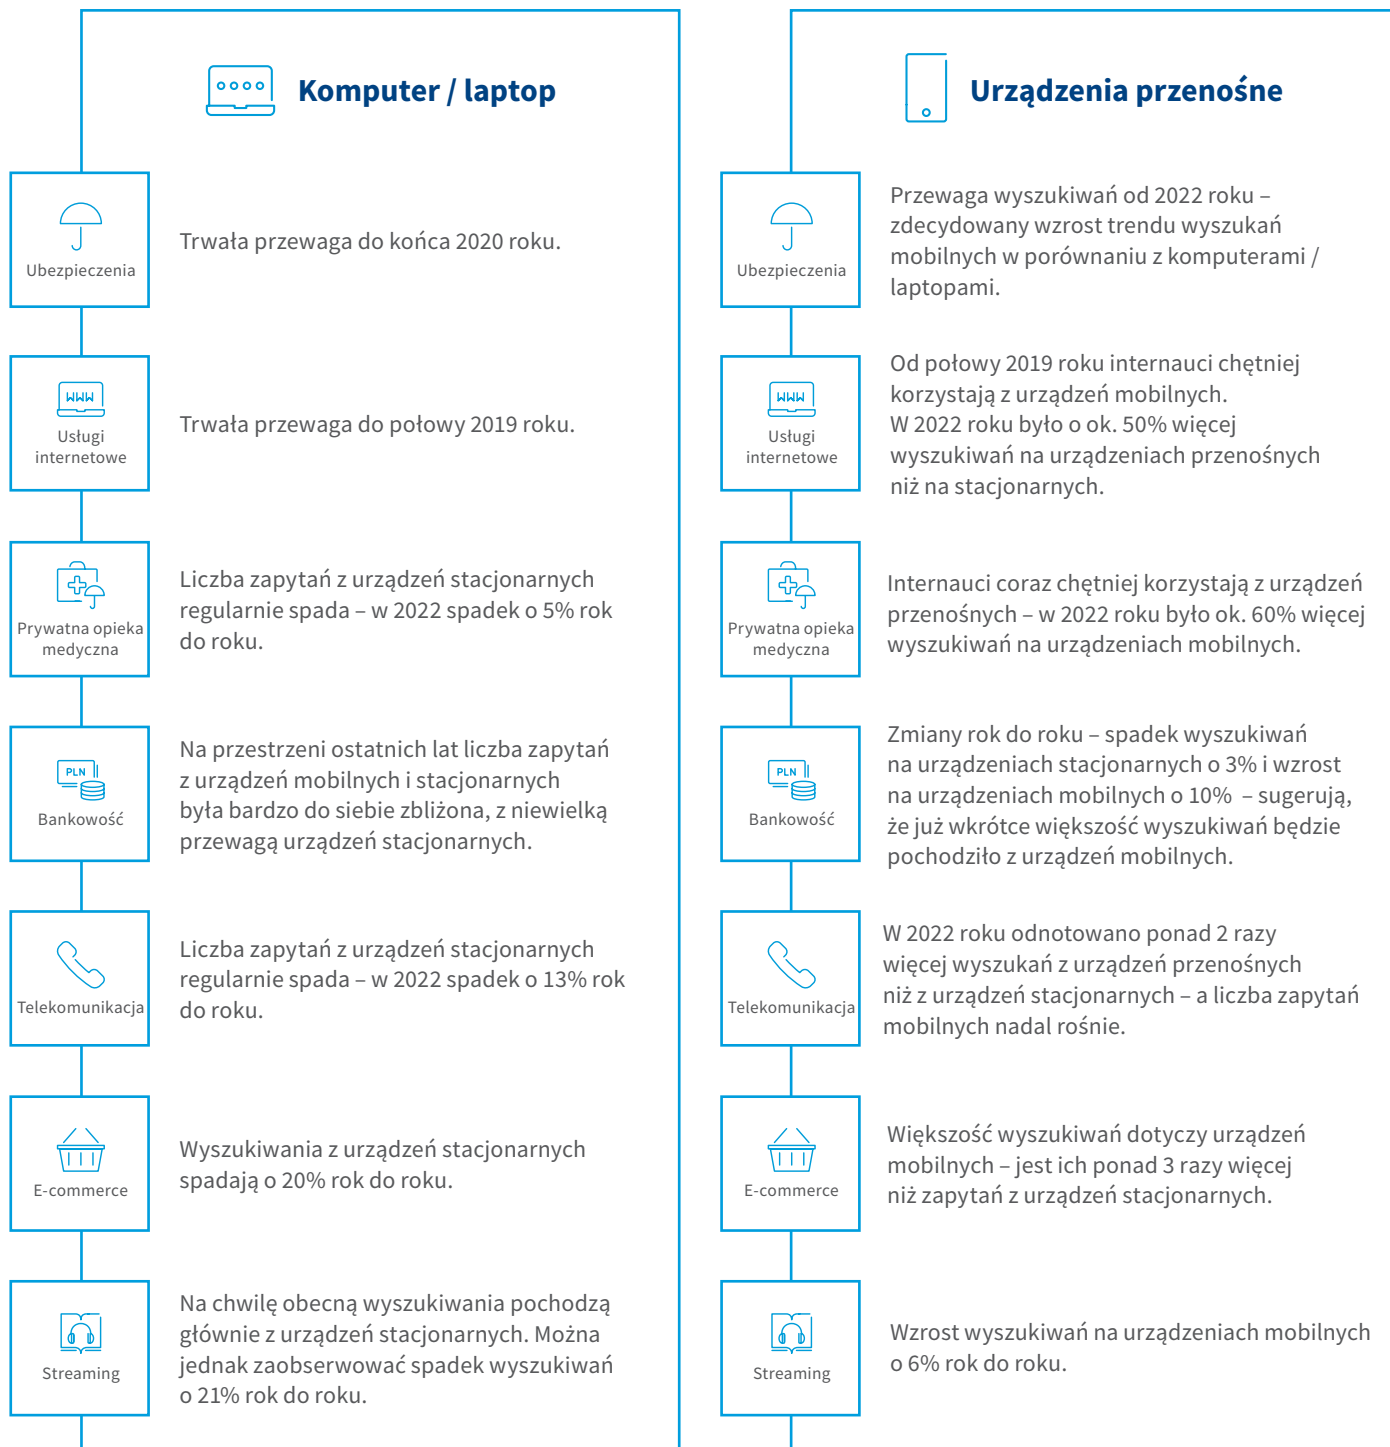 Komputer / laptop
Ubezpieczenia
Trwała przewaga do końca 2020 roku.
WWW
Usługi
internetowe
Trwała przewaga do połowy 2019 roku.
Prywatna opieka
medyczna
Liczba zapytań z urządzeń stacjonarnych
regularnie spada – w 2022 spadek o 5% rok
do roku.
PLN
Bankowość
Na przestrzeni ostatnich lat liczba zapytań
z urządzeń mobilnych i stacjonarnych
była bardzo do siebie zbliżona, z niewielką
przewagą urządzeń stacjonarnych.
Telekomunikacja
Liczba zapytań z urządzeń stacjonarnych
regularnie spada – w 2022 spadek o 13% rok
do roku.
E-commerce
Wyszukiwania z urządzeń stacjonarnych
spadają o 20% rok do roku.
Streaming
Na chwilę obecną wyszukiwania pochodzą
głównie z urządzeń stacjonarnych. Można
jednak zaobserwować spadek wyszukiwań
o 21% rok do roku.
Urządzenia przenośne
Ubezpieczenia
Przewaga wyszukiwań od 2022 roku –
zdecydowany wzrost trendu wyszukań
mobilnych w porównaniu z komputerami /
laptopami.
WWW
Usługi
internetowe
Od połowy 2019 roku internauci chętniej
korzystają z urządzeń mobilnych.
W 2022 roku było o ok. 50% więcej
wyszukiwań na urządzeniach przenośnych
niż na stacjonarnych.
Prywatna opieka
medyczna
Internauci coraz chętniej korzystają z urządzeń
przenośnych – w 2022 roku było ok. 60% więcej
wyszukiwań na urządzeniach mobilnych.
PLN
Bankowość
Zmiany rok do roku – spadek wyszukiwań
na urządzeniach stacjonarnych o 3% i wzrost
na urządzeniach mobilnych o 10% – sugerują,
że już wkrótce większość wyszukiwań będzie
pochodziło z urządzeń mobilnych.
Telekomunikacja
W 2022 roku odnotowano ponad 2 razy
więcej wyszukań z urządzeń przenośnych
niż z urządzeń stacjonarnych – a liczba zapytań
mobilnych nadal rośnie.
E-commerce
Większość wyszukiwań dotyczy urządzeń
mobilnych – jest ich ponad 3 razy więcej
niż zapytań z urządzeń stacjonarnych.
Streaming
Wzrost wyszukiwań na urządzeniach mobilnych
o 6% rok do roku.